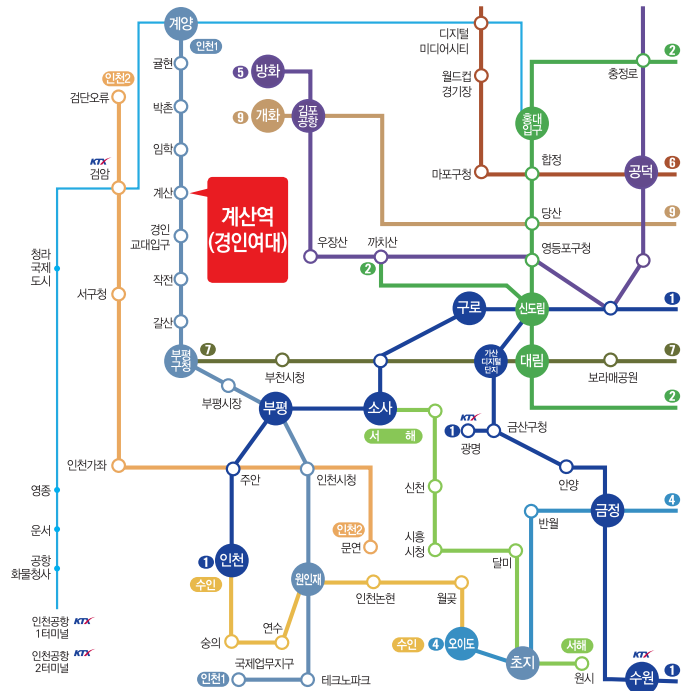 계양
인천1
귤현
박촌
임학
계산
경인
교대입구
작전
갈산
부평
구청
7
부평시장
부평
인천2
검단오류
KTX
검암
서구청
인천가좌
청라
국제
도시
영종
운서
공항
화물청사
인천공항 KTX
1터미널
인천공항 KTX
2터미널
계산역
(경인여대)
5
방화
9
개화
김포
공항
우장산
까치산
2
디지털
미디어시티
월드컵
경기장
마포구청
홍대
입구
합정
당산
영등포구청
충정로
2
공덕
6
9
구로
신도림
1
부천시청
가산
디지털
단지
대림
보라매공원
7
2
소사
서 해
KTX
1
광명
금산구청
안양
금정
4
주안
인천시청
인천2
문연
신천
시흥
시청
달미
반월
1
인천
수인
원인재
인천논현
월곶
숭의
연수
국제업무지구
인천1
테크노파크
수인
4
오이도
초지
서해
원시
KTX
수원
1